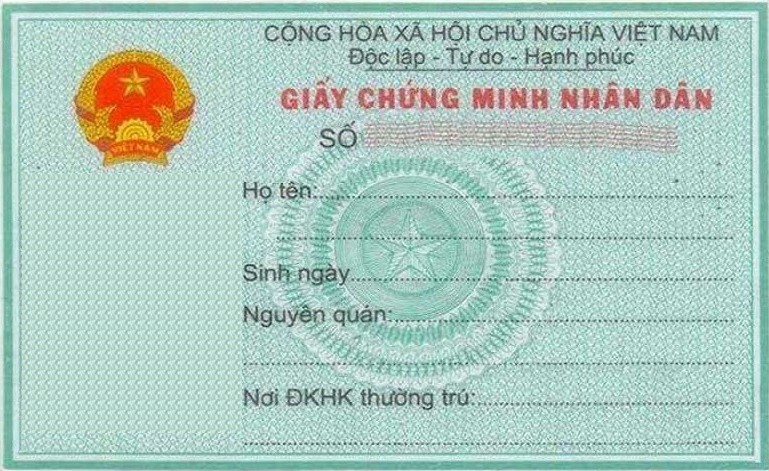 CỘNG HÒA XÃ HỘI CHỦ NGHĨA VIỆT NAM
Độc lập - Tự do - Hạnh phúc
GIẤY CHỨNG MINH NHÂN DÂN
SỐ
VIỆT NAM
Họ tên:
Sinh ngày
Nguyên quán:
Nơi ĐKHK thường trú: